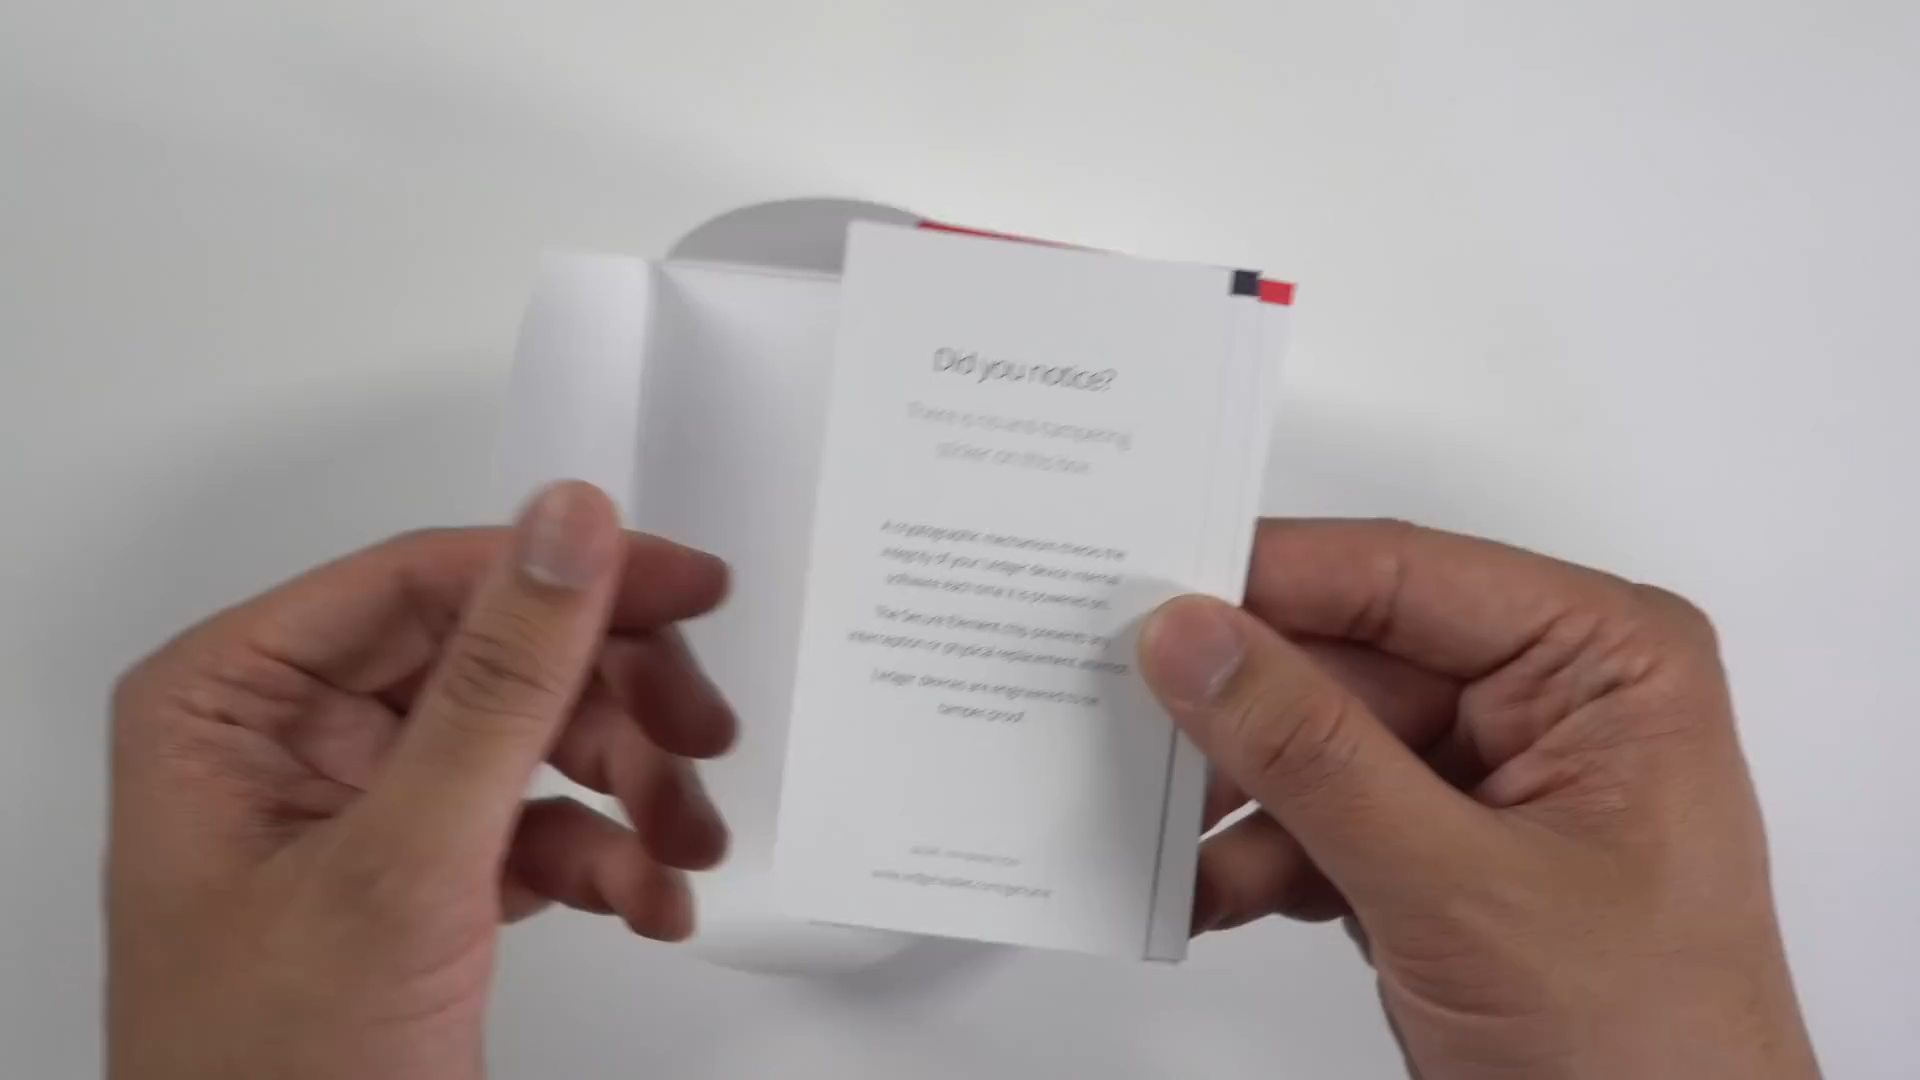 Did you notice?
There is no anti-tampering
sticker on this box.
A cryptographic mechanism checks the
integrity of your Ledger device internal
software each time it is powered on.
The Secure Element chip prevents any
interception or physical replacement attempt.
Ledger devices are engineered to be
tamper proof.